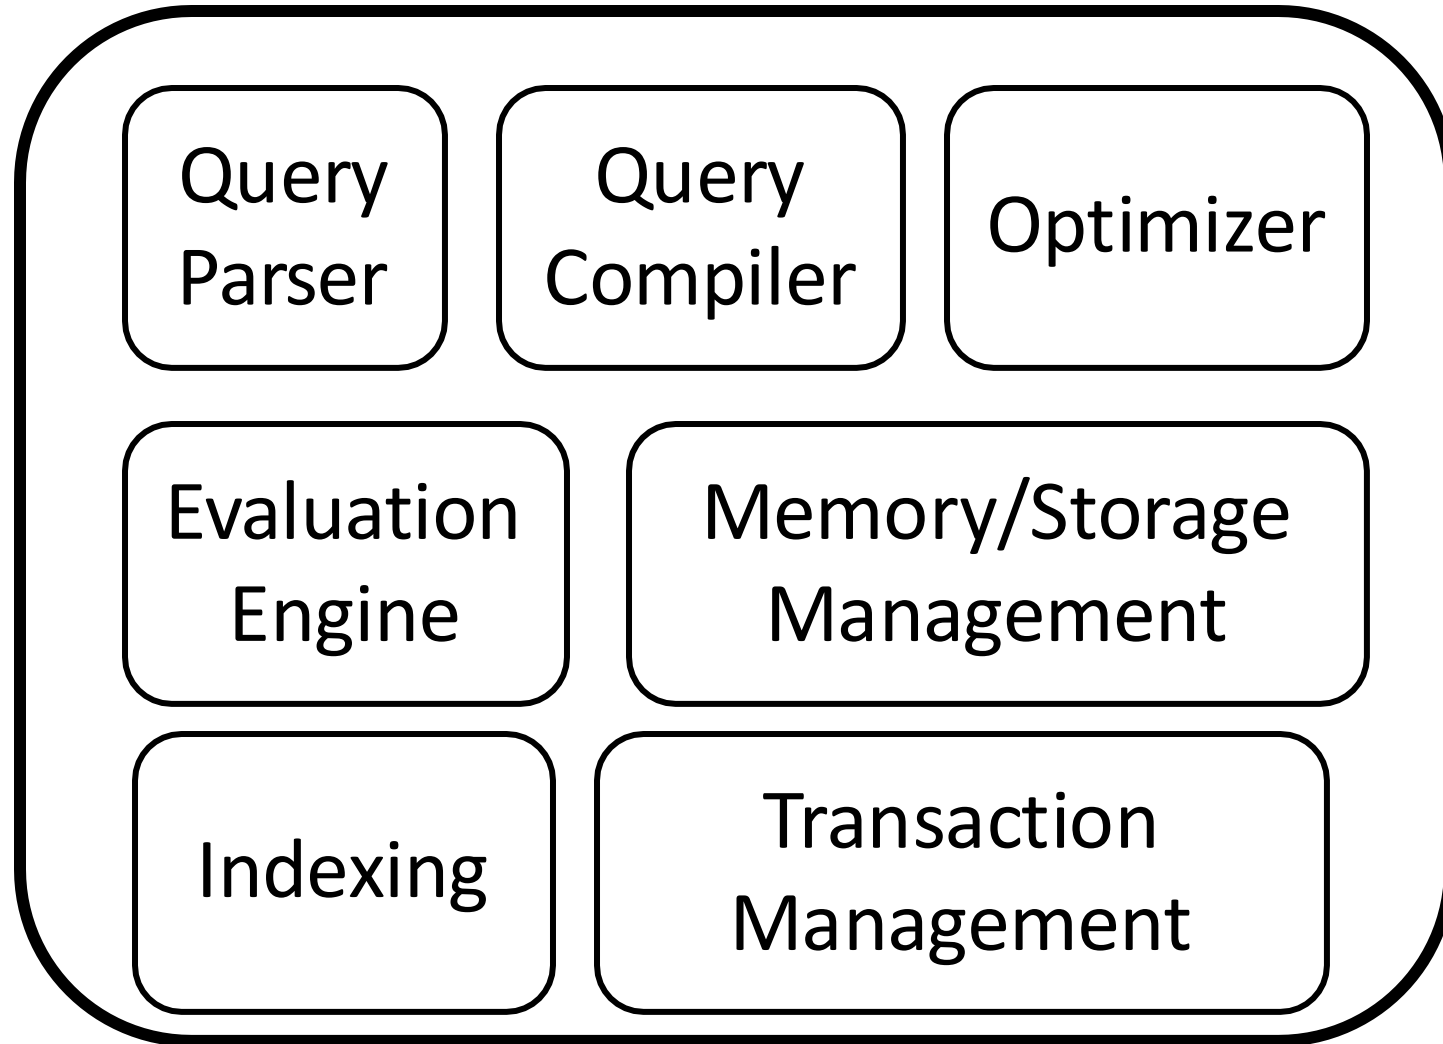 Query
Parser
Query
Compiler
Optimizer
Evaluation
Engine
Memory/Storage
Management
Indexing
Transaction
Management